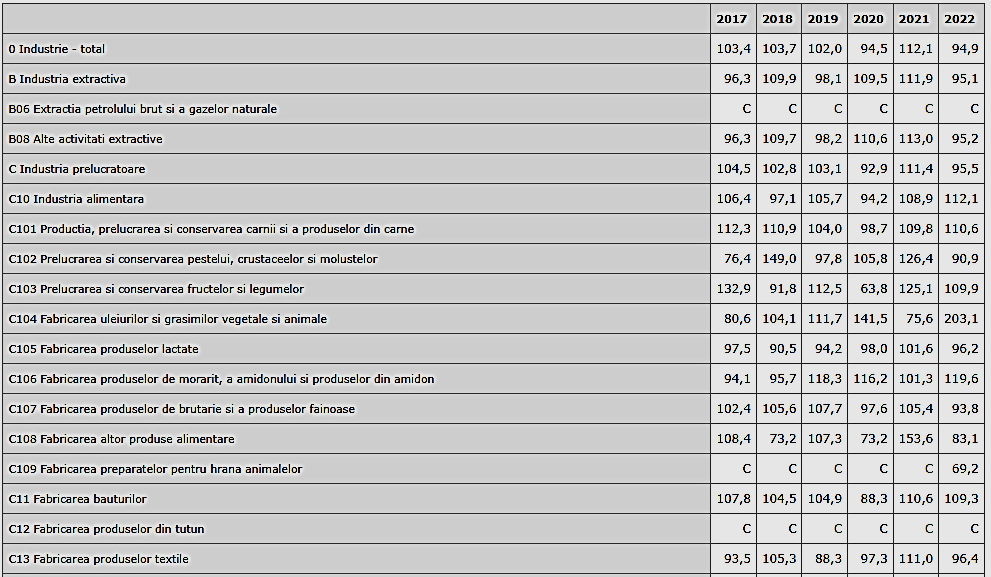 2017 2018 2019 2020 2021 2022
0 Industrie - total 103,4 103,7 102,0 94,5 112,1 94,9
B Industria extractiva 96,3 109,9 98,1 109,5 111,9 95,1
B06 Extractia petrolului brut si a gazelor naturale C C C C C C
B08 Alte activitati extractive 96,3 109,7 98,2 110,6 113,0 95,2
C Industria prelucratoare 104,5 102,8 103,1 92,9 111,4 95,5
C10 Industria alimentara 106,4 97,1 105,7 94,2 108,9 112,1
C101 Productia, prelucrarea si conservarea carnii si a produselor din carne 112,3 110,9 104,0 98,7 109,8 110,6
C102 Prelucrarea si conservarea pestelui, crustaceelor si molustelor 76,4 149,0 97,8 105,8 126,4 90,9
C103 Prelucrarea si conservarea fructelor si legumelor 132,9 91,8 112,5 63,8 125,1 109,9
C104 Fabricarea uleiurilor si grasimilor vegetale si animale 80,6 104,1 111,7 141,5 75,6 203,1
C105 Fabricarea produselor lactate 97,5 90,5 94,2 98,0 101,6 96,2
C106 Fabricarea produselor de morarit, a amidonului si produselor din amidon 94,1 95,7 118,3 116,2 101,3 119,6
C107 Fabricarea produselor de brutarie si a produselor fainoase 102,4 105,6 107,7 97,6 105,4 93,8
C108 Fabricarea altor produse alimentare 108,4 73,2 107,3 73,2 153,6 83,1
C109 Fabricarea preparatelor pentru hrana animalelor C C C C C 69,2
C11 Fabricarea bauturilor 107,8 104,5 104,9 88,3 110,6 109,3
C12 Fabricarea produselor din tutun C C C C C C
C13 Fabricarea produselor textile 93,5 105,3 88,3 97,3 111,0 96,4